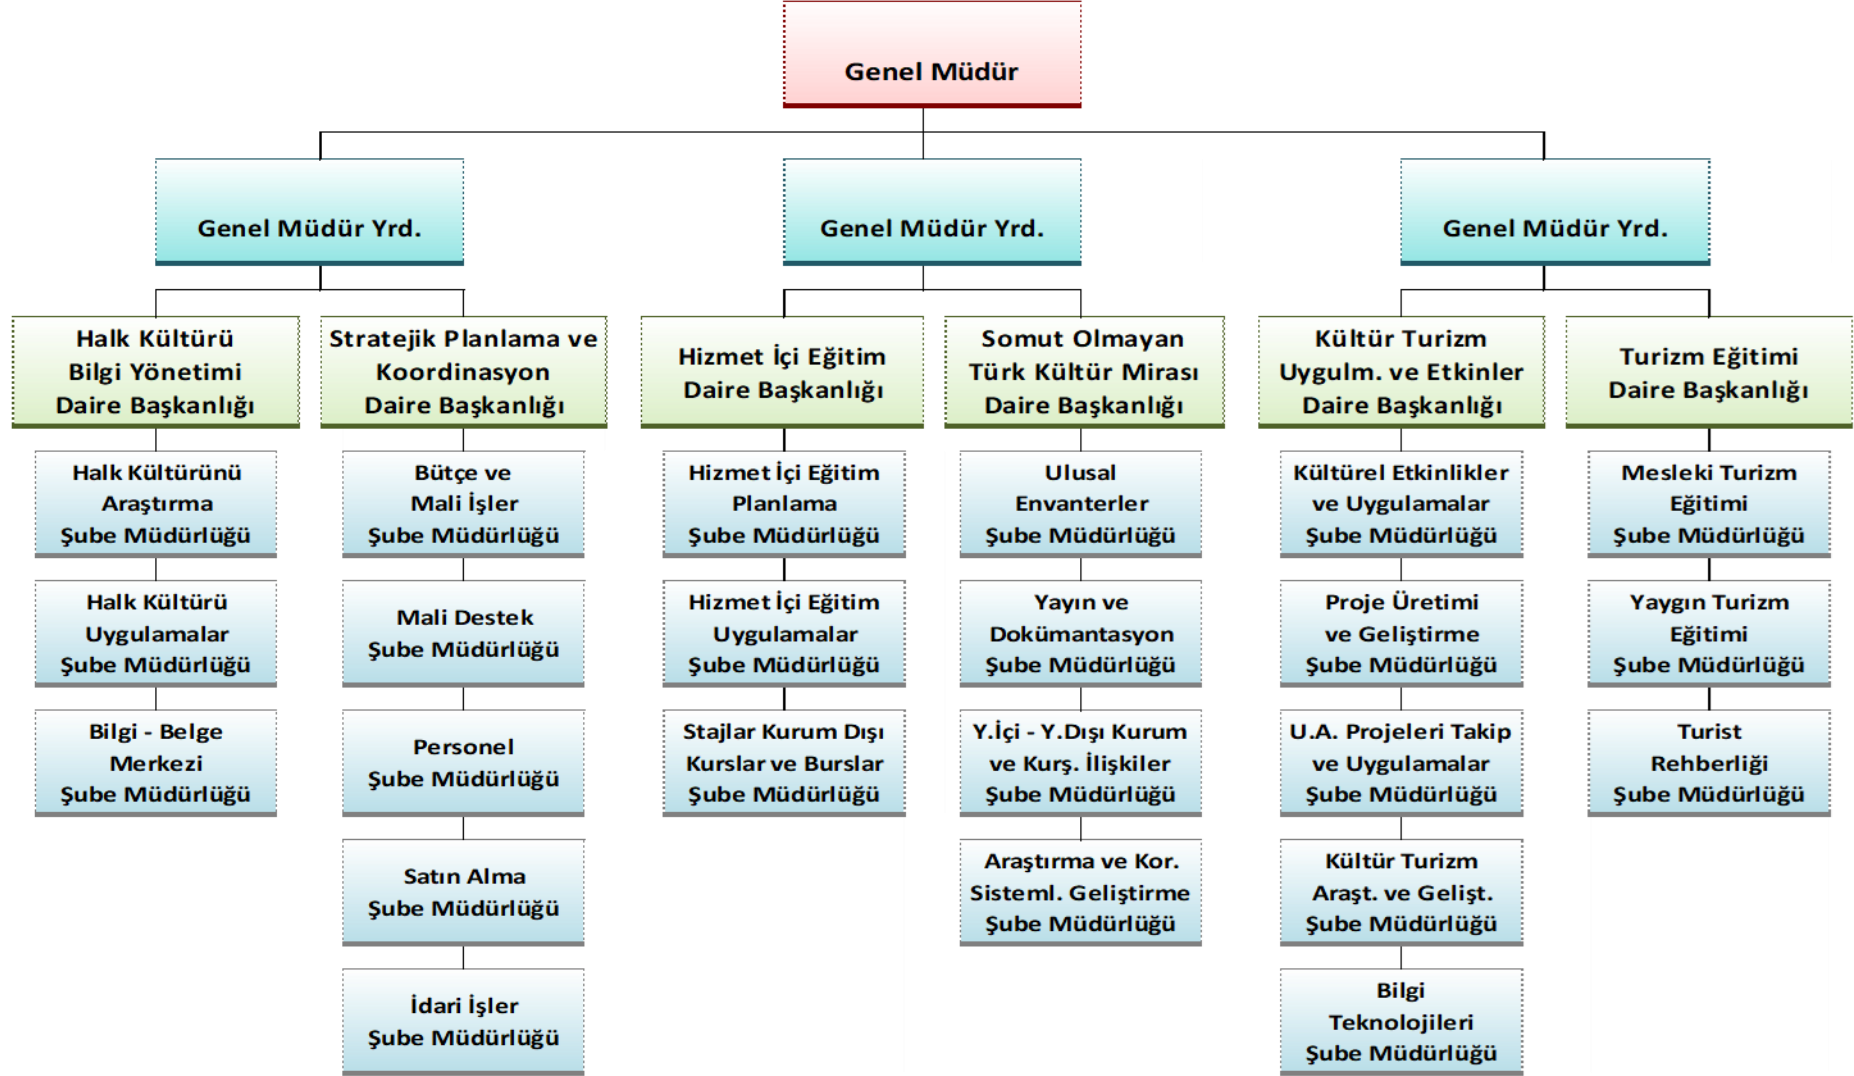 Genel Müdür
Genel Müdür Yrd.
Genel Müdür Yrd.
Genel Müdür Yrd.
Halk Kültürü
Bilgi Yönetimi
Daire Başkanlığı
Stratejik Planlama ve
Koordinasyon
Daire Başkanlığı
Hizmet İçi Eğitim
Daire Başkanlığı
Somut Olmayan
Türk Kültür Mirası
Daire Başkanlığı
Kültür Turizm
Uygulm. ve Etkinler
Daire Başkanlığı
Turizm Eğitimi
Daire Başkanlığı
Halk Kültürünü
Araştırma
Şube Müdürlüğü
Bütçe ve
Mali İşler
Şube Müdürlüğü
Hizmet İçi Eğitim
Planlama
Şube Müdürlüğü
Ulusal
Envanterler
Şube Müdürlüğü
Kültürel Etkinlikler
ve Uygulamalar
Şube Müdürlüğü
Mesleki Turizm
Eğitimi
Şube Müdürlüğü
Halk Kültürü
Uygulamalar
Şube Müdürlüğü
Mali Destek
Şube Müdürlüğü
Hizmet İçi Eğitim
Uygulamalar
Şube Müdürlüğü
Yayın ve
Dokümantasyon
Şube Müdürlüğü
Proje Üretimi
ve Geliştirme
Şube Müdürlüğü
Yaygın Turizm
Eğitimi
Şube Müdürlüğü
Bilgi - Belge
Merkezi
Şube Müdürlüğü
Personel
Şube Müdürlüğü
Stajlar Kurum Dışı
Kurslar ve Burslar
Şube Müdürlüğü
Y.İçi - Y.Dışı Kurum
ve Kurş. İlişkiler
Şube Müdürlüğü
U.A. Projeleri Takip
ve Uygulamalar
Şube Müdürlüğü
Turist
Rehberliği
Şube Müdürlüğü
Satın Alma
Şube Müdürlüğü
Araştırma ve Kor.
Sisteml. Geliştirme
Şube Müdürlüğü
Kültür Turizm
Araşt. ve Gelişt.
Şube Müdürlüğü
İdari İşler
Şube Müdürlüğü
Bilgi
Teknolojileri
Şube Müdürlüğü